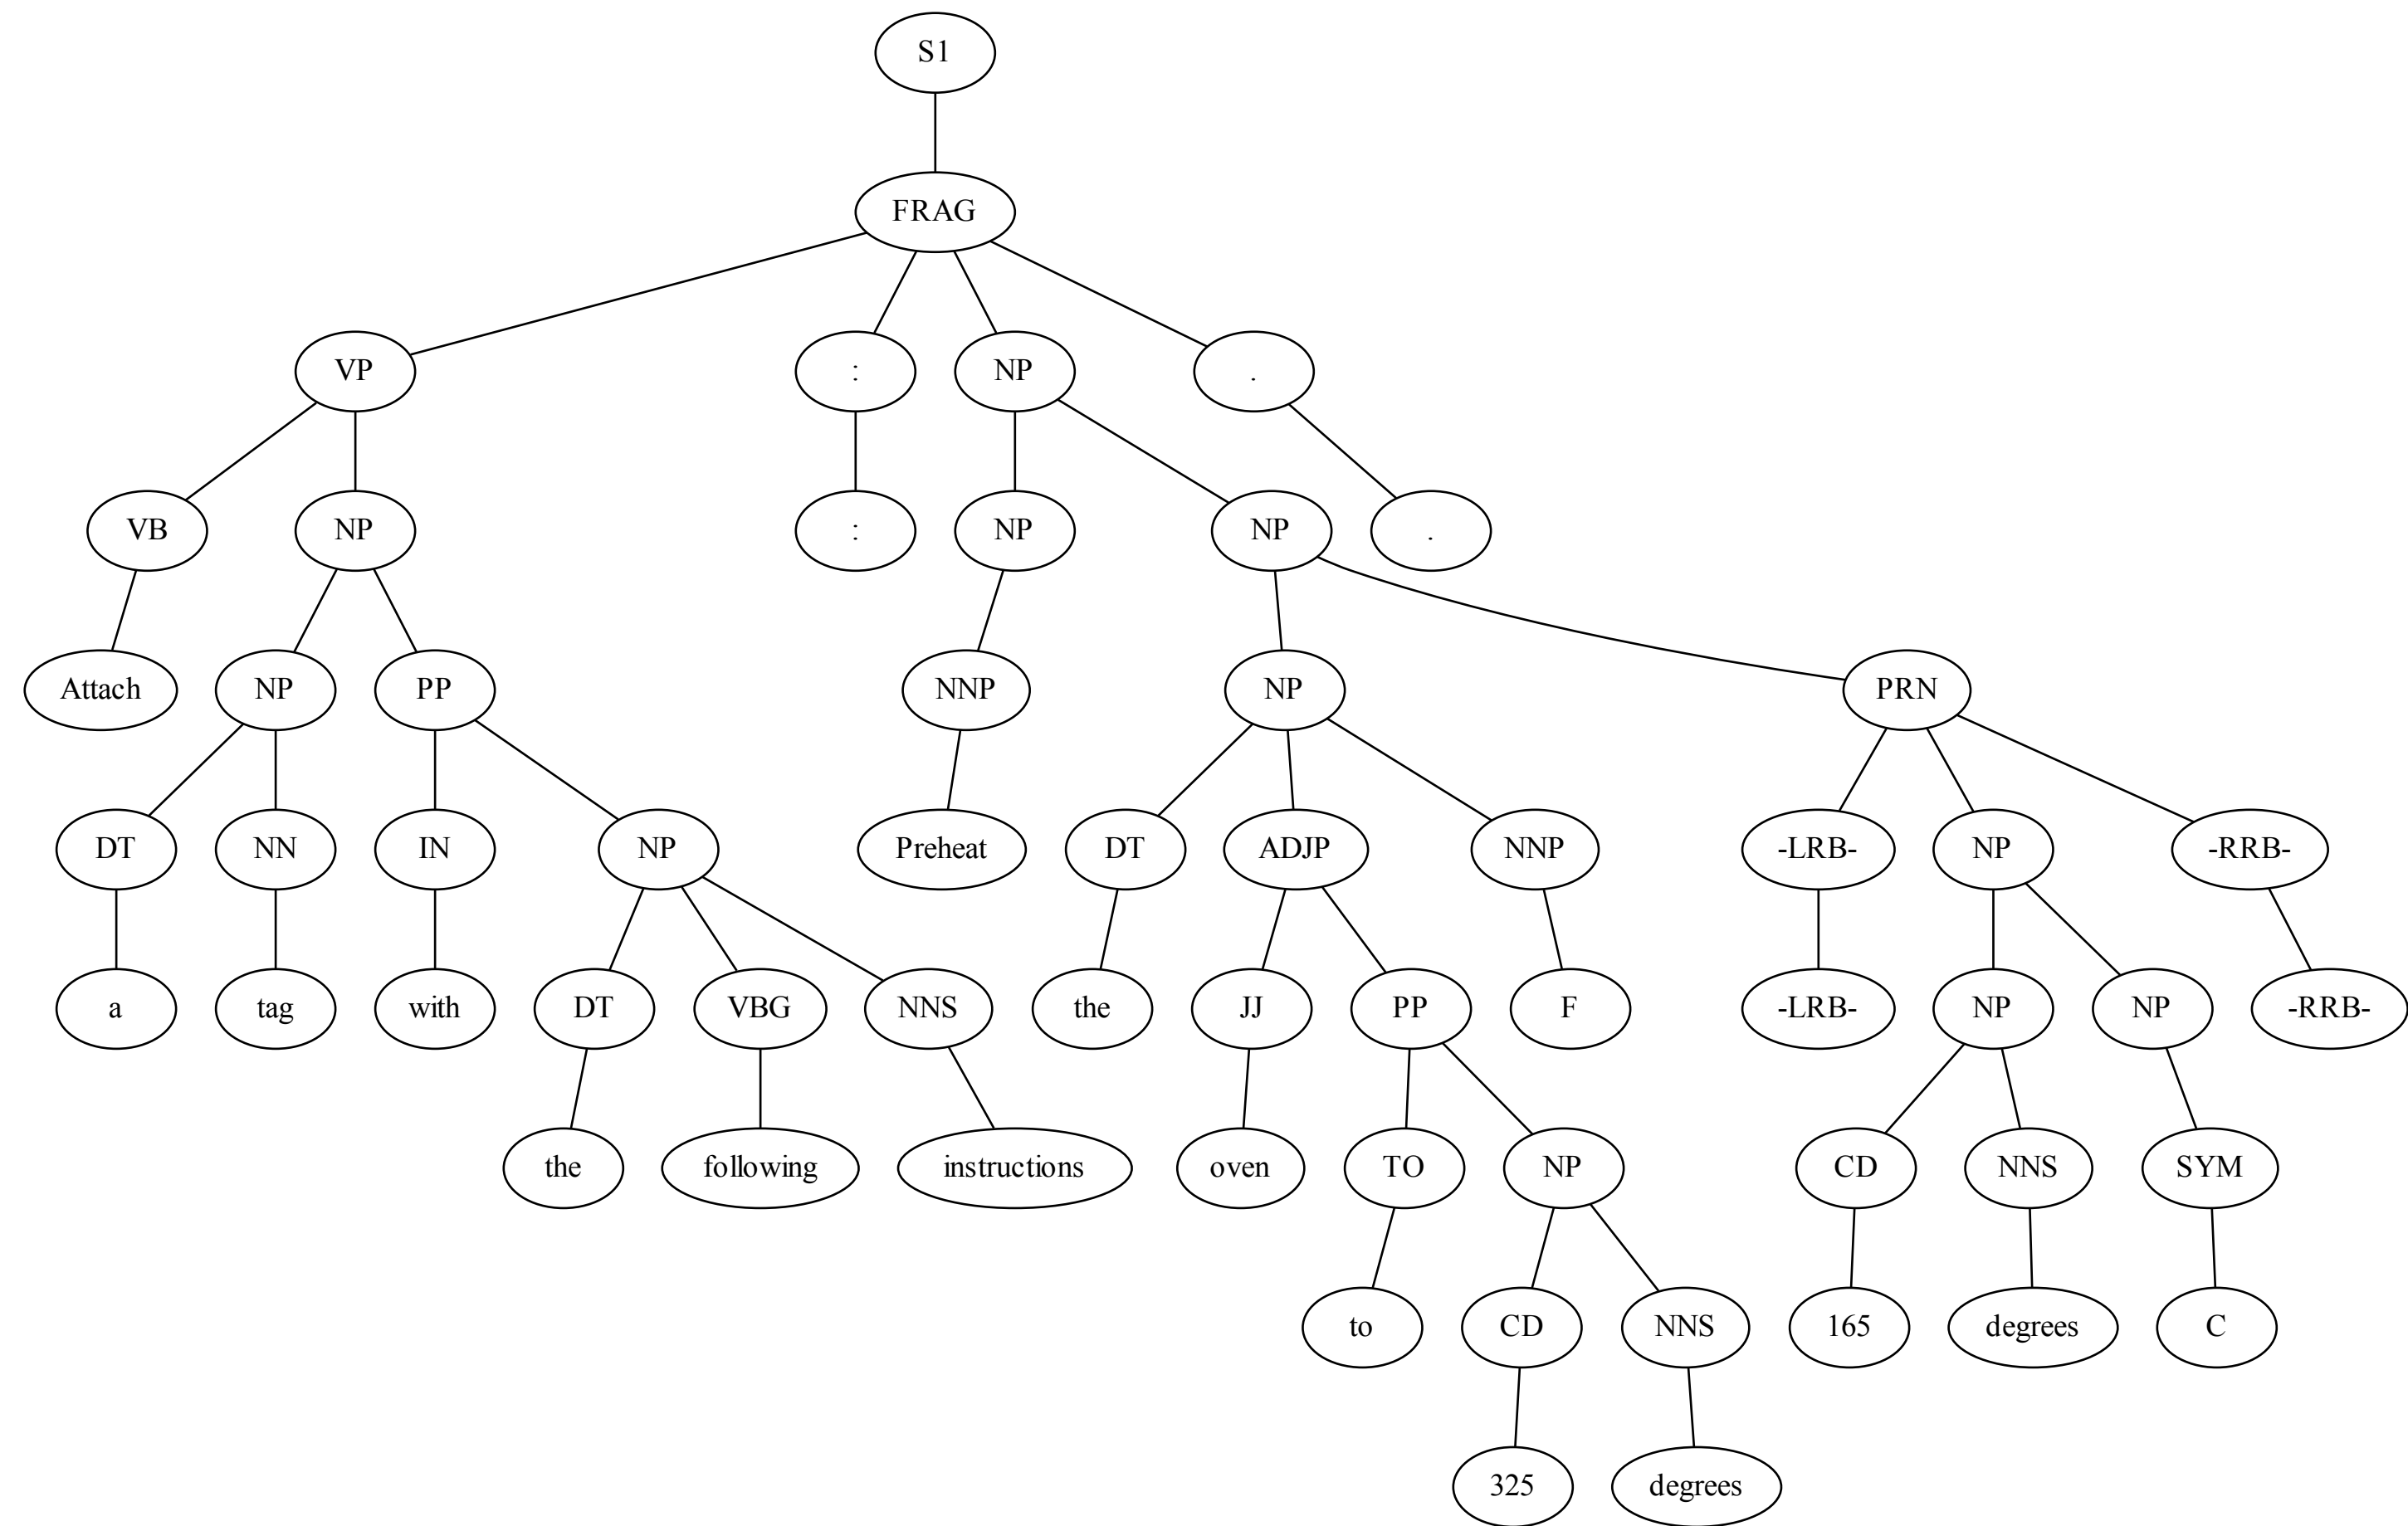 S1
FRAG
VP : NP .
VB NP : NP NP .
Attach NP PP NNP NP PRN
DT NN IN NP Preheat DT ADJP NNP -LRB- NP -RRB-
a tag with DT VBG NNS the JJ PP F -LRB- NP NP -RRB-
the following instructions oven TO NP CD NNS SYM
to CD NNS 165 degrees C
325 degrees